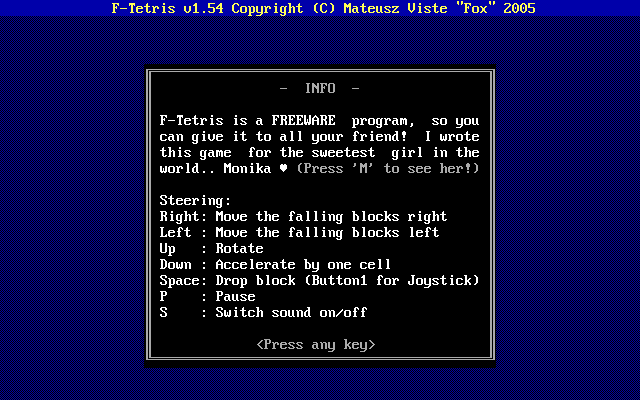 F-Tetris v1.54 Copyright (C) Mateusz Viste "Fox" 2005
-  INFO  -
F-Tetris is a FREEWARE  program,  so you
can give it to all your friend!  I wrote
this game  for the sweetest  girl in the
world.. Monika ♥ (Press 'M' to see her!)
Steering:
Right: Move the falling blocks right
Left : Move the falling blocks left
Up   : Rotate
Down : Accelerate by one cell
Space: Drop block (Button1 for Joystick)
P    : Pause
S    : Switch sound on/off
<Press any key>